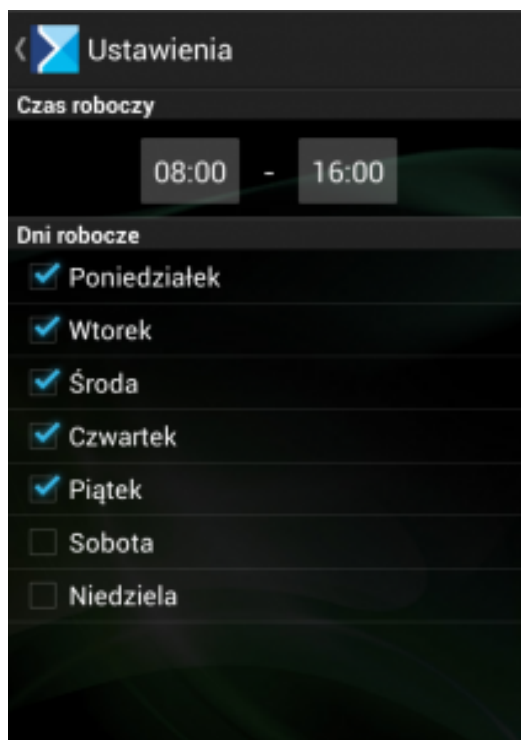 Ustawienia
Czas roboczy
08:00 - 16:00
Dni robocze
Poniedziałek
Wtorek
Środa
Czwartek
Piątek
Sobota
Niedziela